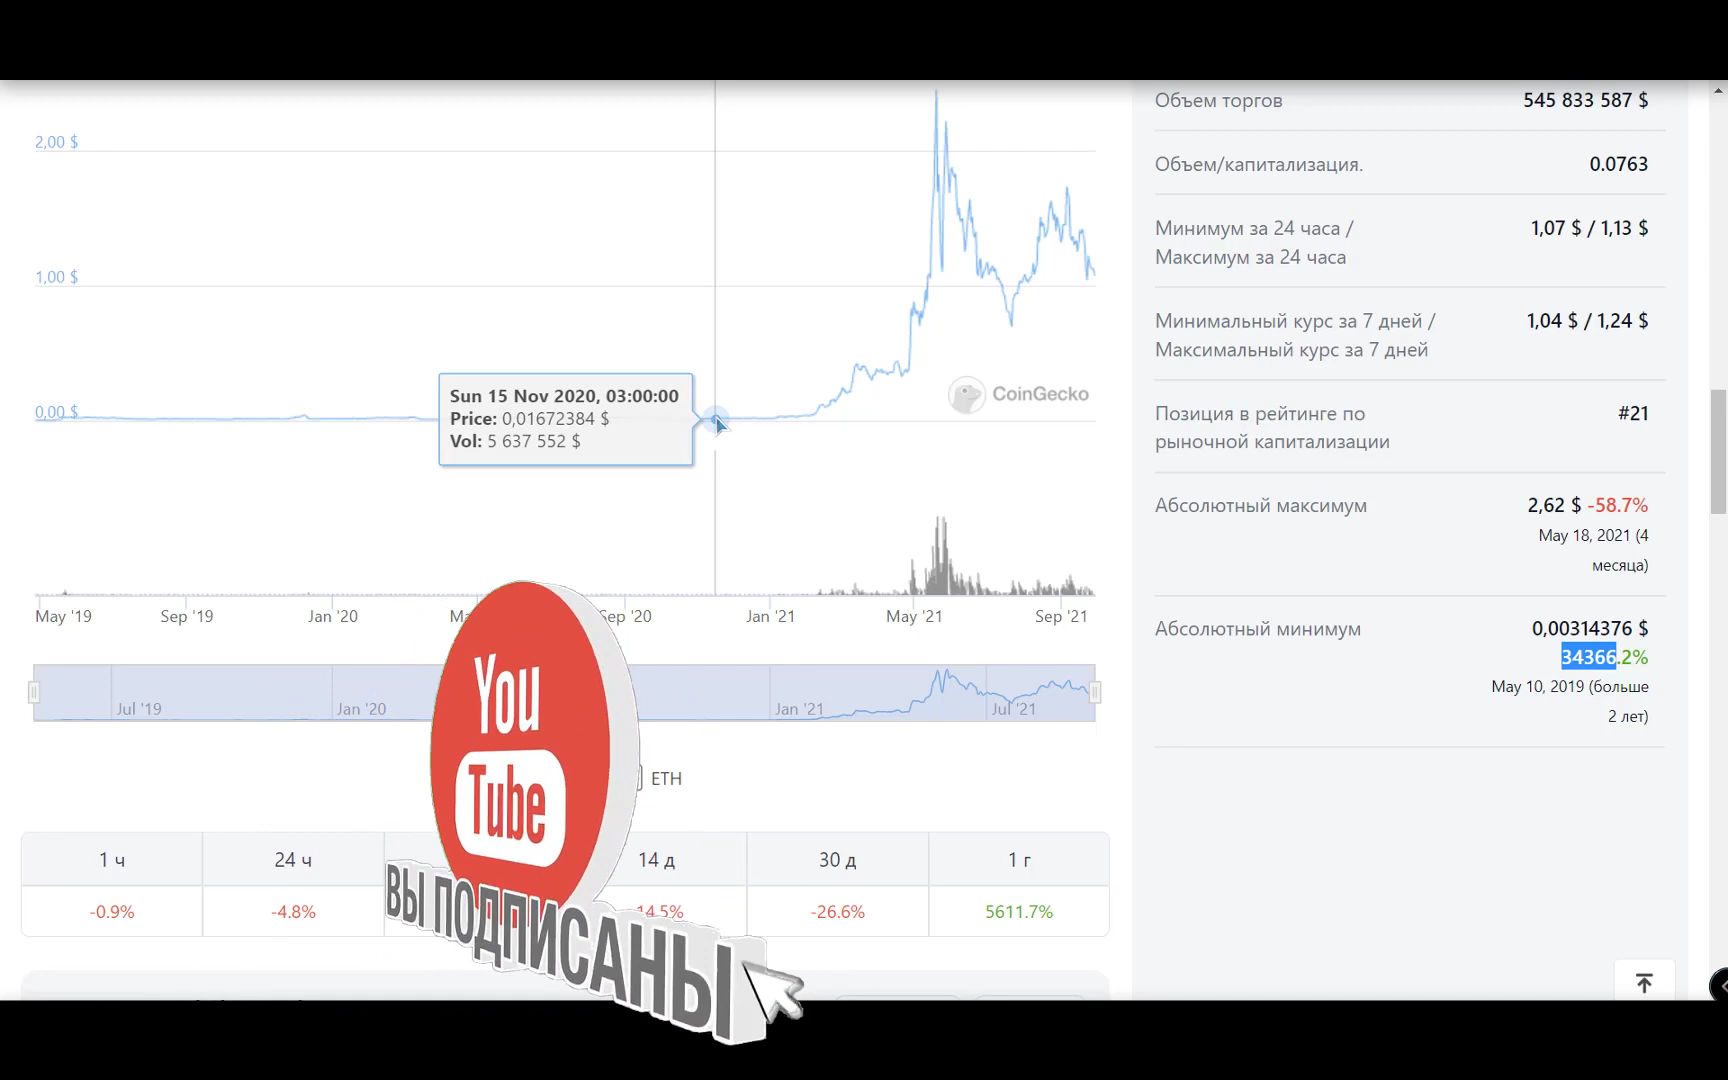 Объем торгов 545 833 587 $
Объем/капитализация. 0.0763
Минимум за 24 часа / 1,07 $ / 1,13 $
Максимум за 24 часа
Минимальный курс за 7 дней / 1,04 $ / 1,24 $
Максимальный курс за 7 дней
Позиция в рейтинге по #21
рыночной капитализации
Абсолютный максимум 2,62 $ -58.7%
May 18, 2021 (4
месяца)
Абсолютный минимум 0,00314376 $
34366.2%
May 10, 2019 (больше
2 лет)
2,00 $
1,00 $
0,00 $
Sun 15 Nov 2020, 03:00:00
Price: 0,01672384 $
Vol: 5 637 552 $
CoinGecko
May '19 Sep '19 Jan '20 Sep '20 Jan '21 May '21 Sep '21
Jul '19 Jan '20 Jan '21 Jul '21
ETH
1 ч 24 ч 14 д 30 д 1 г
-0.9% -4.8% 14.5% -26.6% 5611.7%
You
Tube
ВЫ ПОДПИСАНЫ